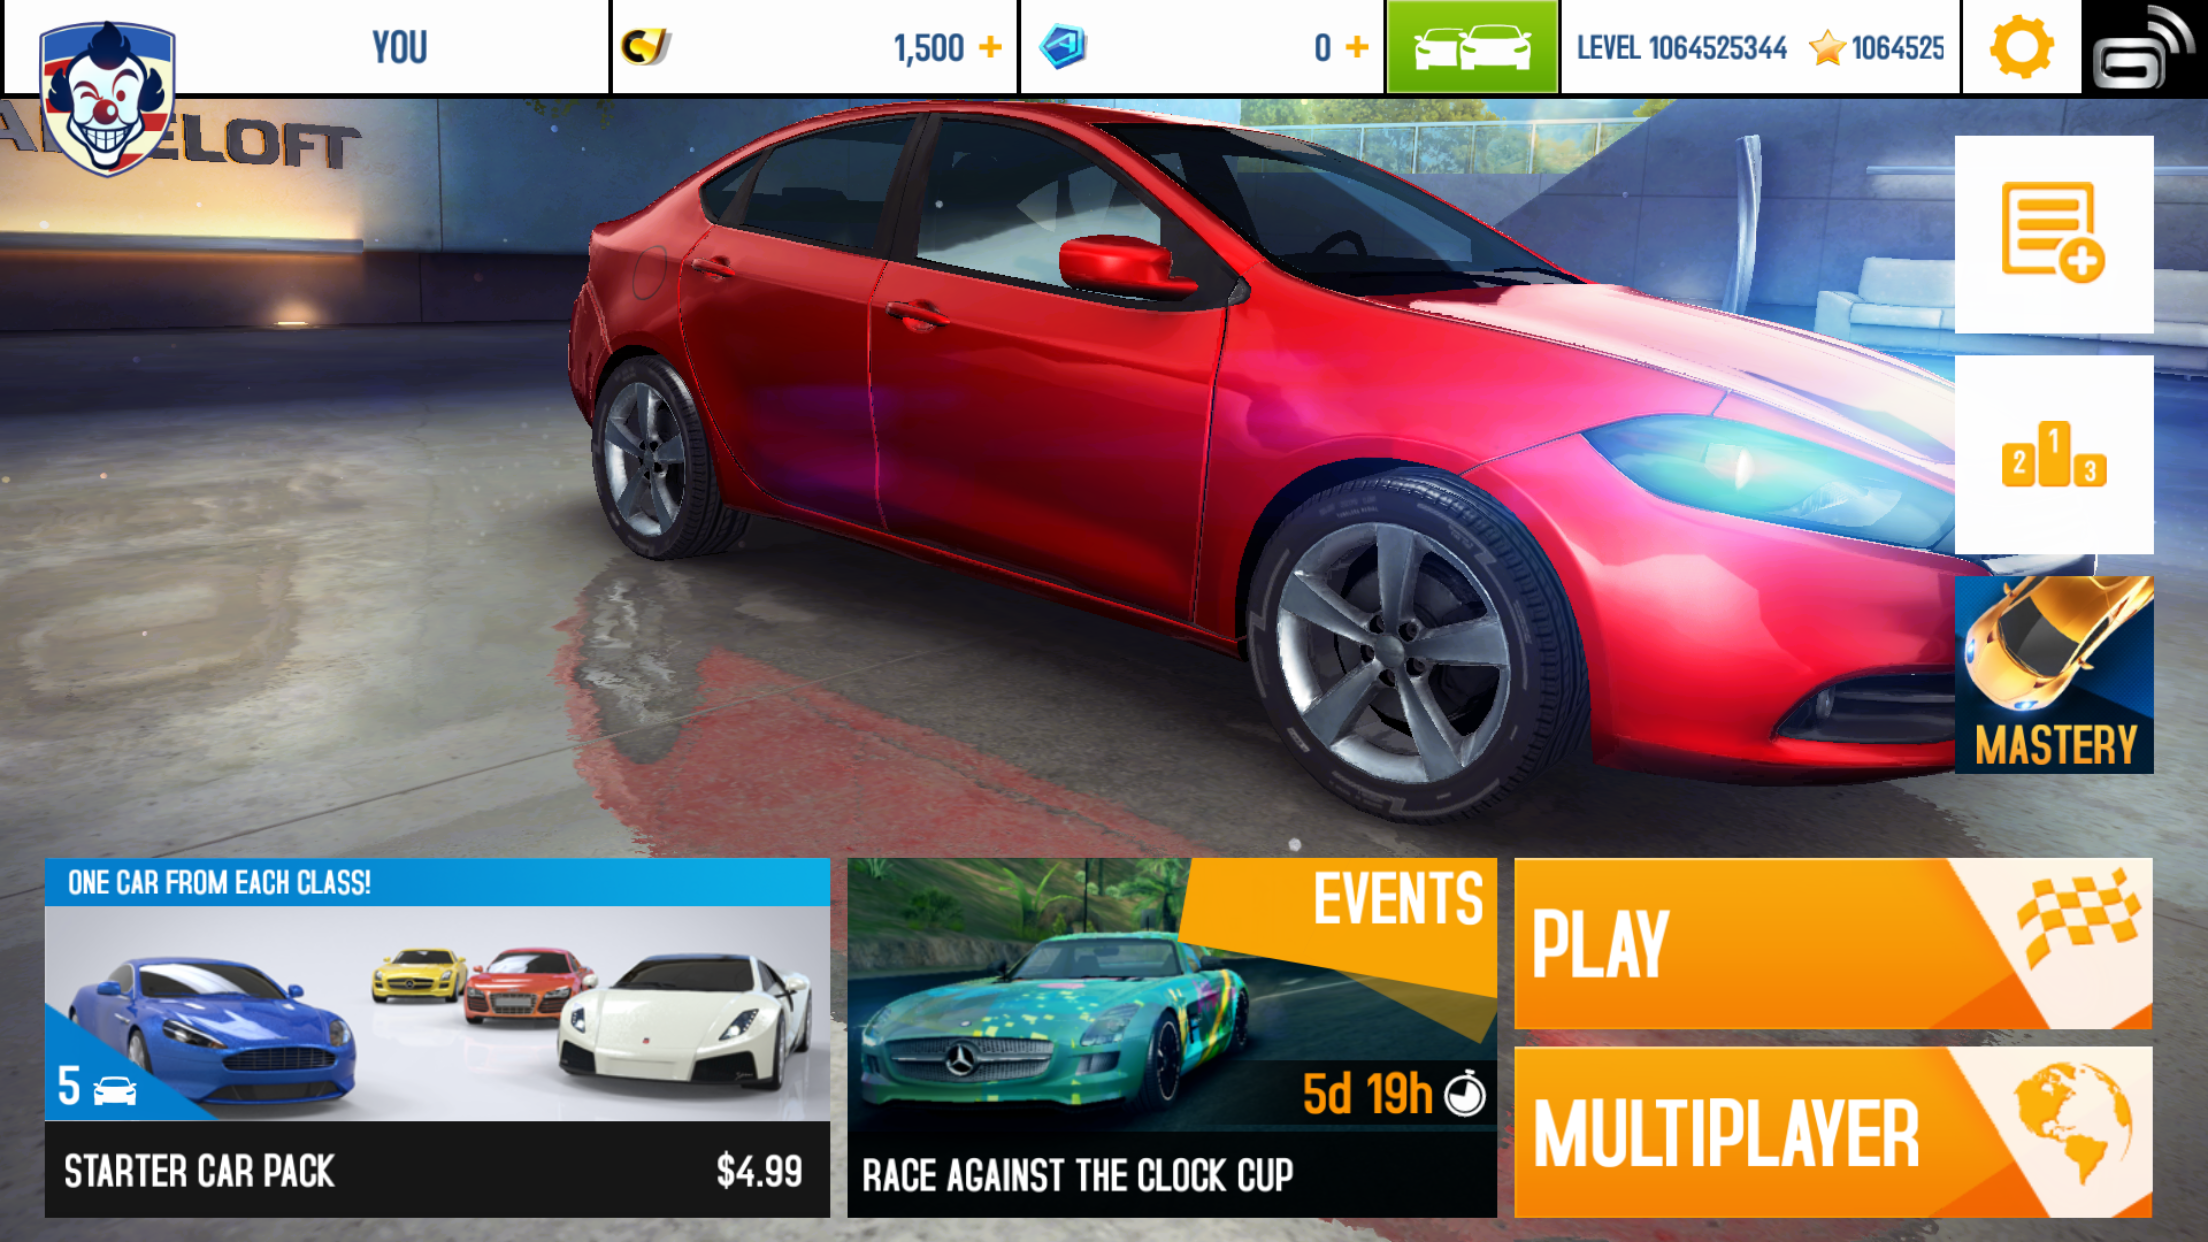 YOU
1,500 +
0 +
LEVEL 1064525344
1064525
ELOFT
1
2
3
MASTERY
ONE CAR FROM EACH CLASS!
5
STARTER CAR PACK
$4.99
EVENTS
5d 19h
RACE AGAINST THE CLOCK CUP
PLAY
MULTIPLAYER